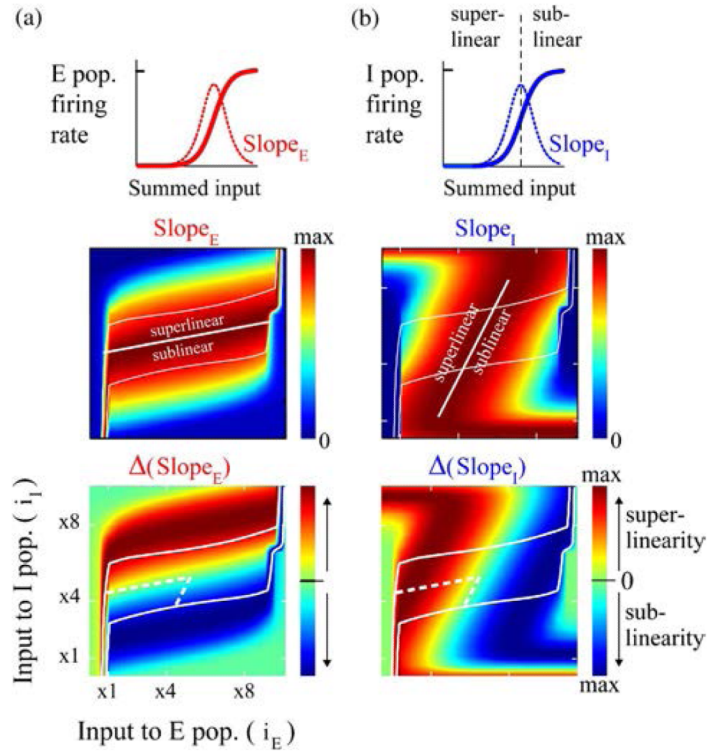 (a)
E pop.
firing
rate
Slope_E
Summed input
(b)
super-
linear
sub-
linear
I pop.
firing
rate
Slope_I
Summed input
Slope_E
max
superlinear
sublinear
0
Slope_I
max
superlinear
sublinear
0
Δ(Slope_E)
Input to I pop. ( i_I )
x8
x4
x1
x1
x4
x8
Input to E pop. ( i_E )
Δ(Slope_I)
max
super-
linearity
0
sub-
linearity
max